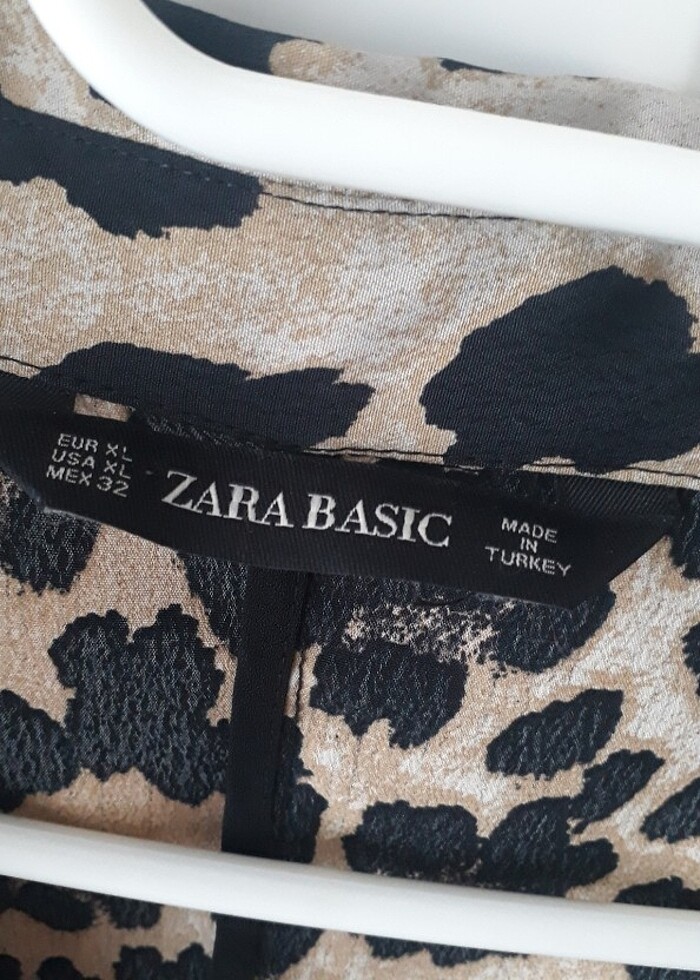 EUR XL
USA XL
MEX 32
ZARA BASIC
MADE
IN
TURKEY